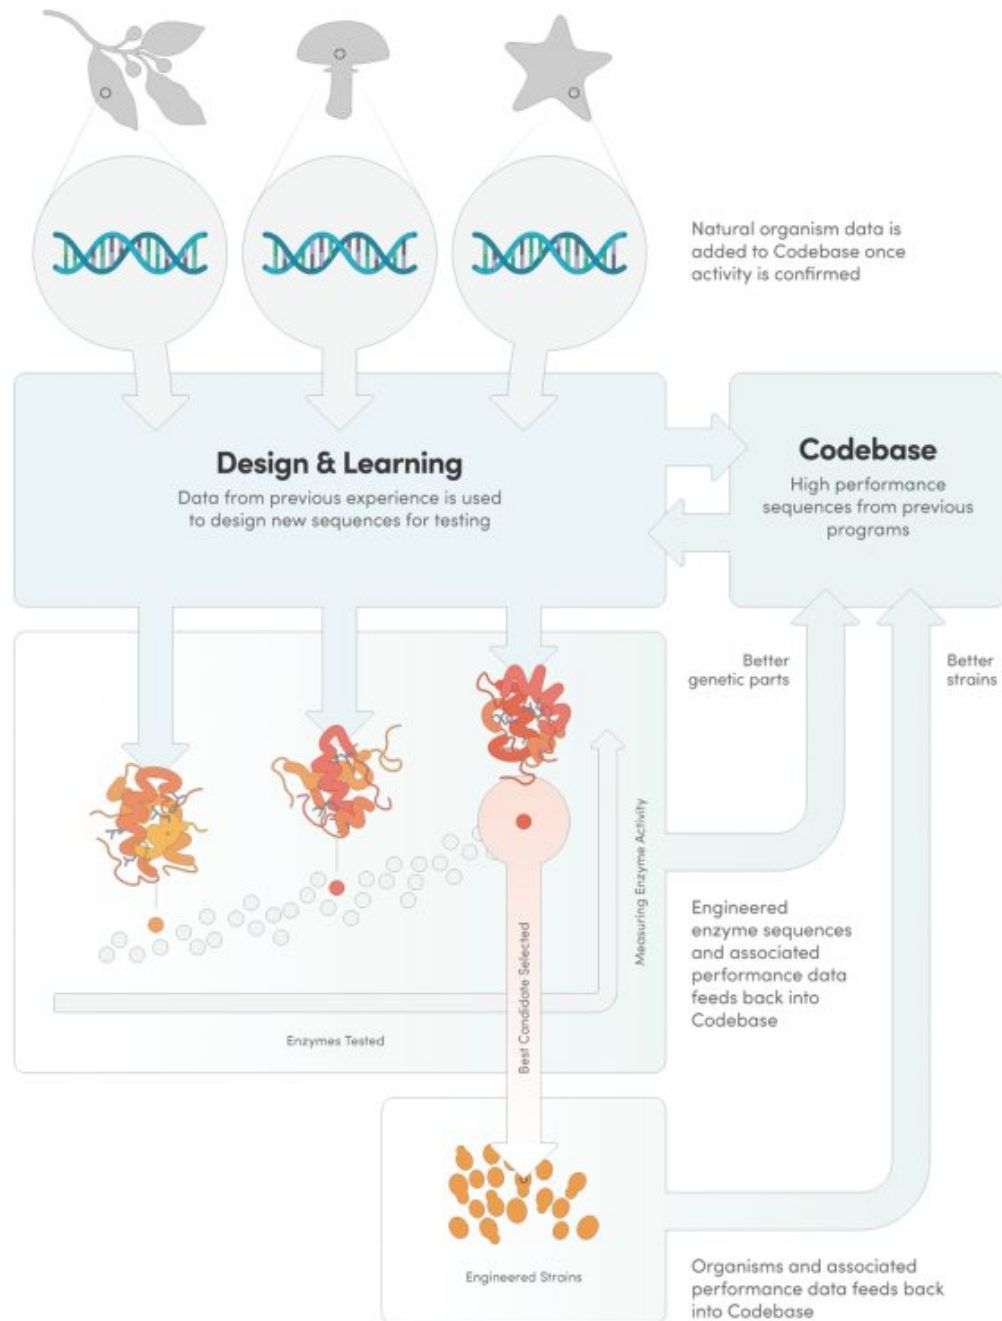 Natural organism data is
added to Codebase once
activity is confirmed
Design & Learning
Data from previous experience is used
to design new sequences for testing
Codebase
High performance
sequences from previous
programs
Better
genetic parts
Better
strains
Measuring Enzyme Activity
Best Candidate Selected
Enzymes Tested
Engineered
enzyme sequences
and associated
performance data
feeds back into
Codebase
Engineered Strains
Organisms and associated
performance data feeds back
into Codebase